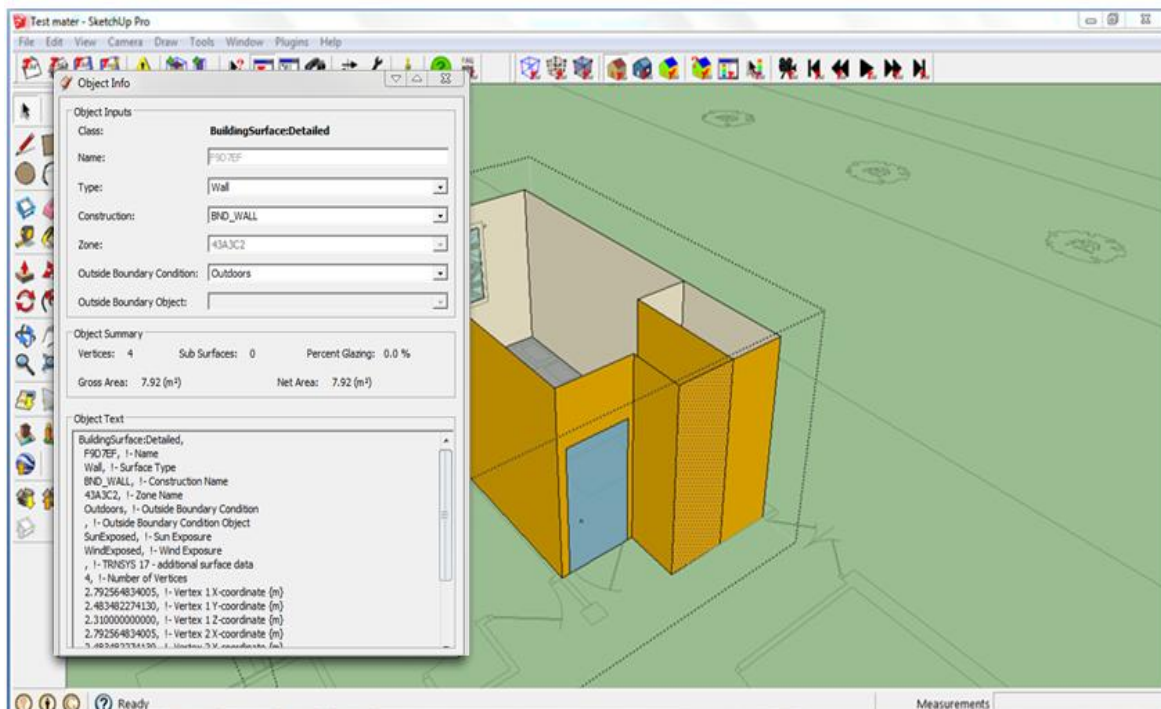 Test mater - SketchUp Pro
File Edit View Camera Draw Tools Window Plugins Help
Object Info
Object Inputs
Class: BuildingSurface:Detailed
Name: F9D7EF
Type: Wall
Construction: BND_WALL
Zone: 43A3C2
Outside Boundary Condition: Outdoors
Outside Boundary Object:
Object Summary
Vertices: 4 Sub Surfaces: 0 Percent Glazing: 0.0 %
Gross Area: 7.92 (m²) Net Area: 7.92 (m²)
Object Text
BuildingSurface:Detailed,
F9D7EF, !- Name
Wall, !- Surface Type
BND_WALL, !- Construction Name
43A3C2, !- Zone Name
Outdoors, !- Outside Boundary Condition
, !- Outside Boundary Condition Object
SunExposed, !- Sun Exposure
WindExposed, !- Wind Exposure
, !- TRNSYS 17 - additional surface data
4, !- Number of Vertices
2.792564834005, !- Vertex 1 X-coordinate {m}
2.483482274130, !- Vertex 1 Y-coordinate {m}
2.310000000000, !- Vertex 1 Z-coordinate {m}
2.792564834005, !- Vertex 2 X-coordinate {m}
Ready
Measurements